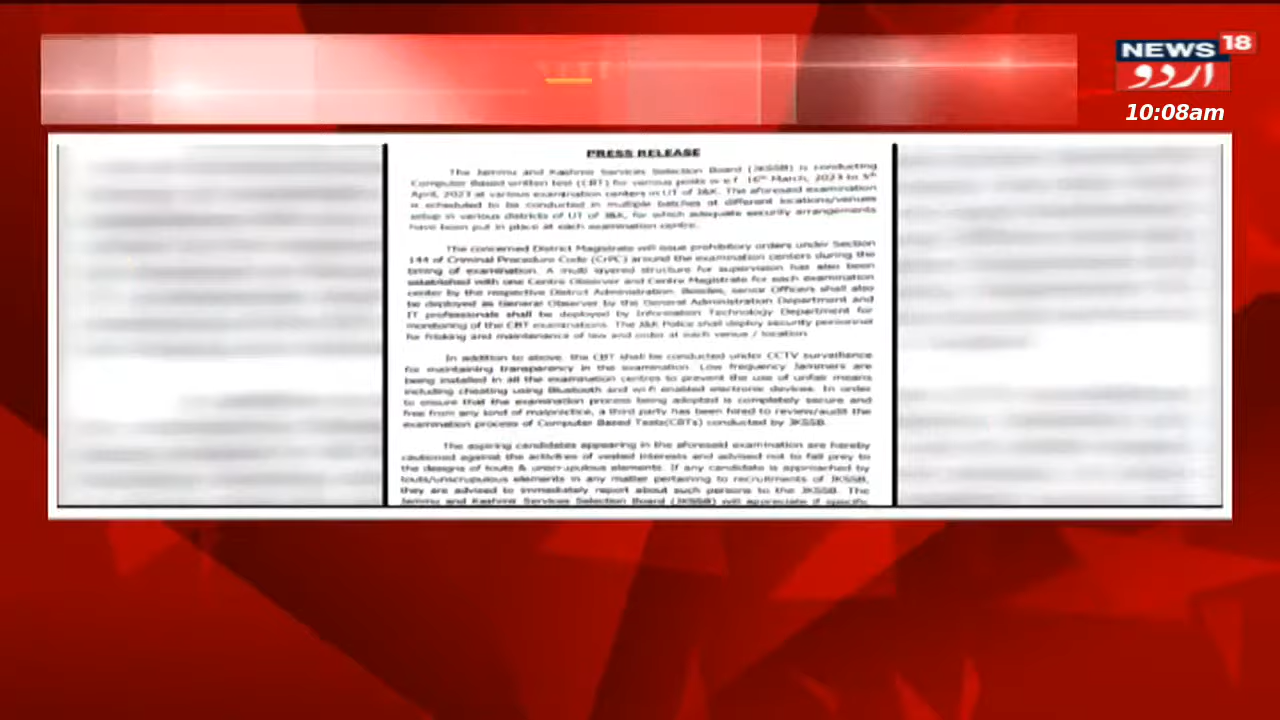 NEWS 18
اردو
10:08am
PRESS RELEASE
The Jammu and Kashmir Services Selection Board (JKSSB) is conducting
Computer Based written test (CBT) for various posts w.e.f. 16th March, 2023 to 5th
April, 2023 at various examination centers in UT of J&K. The aforesaid examination
is scheduled to be conducted in multiple batches at different locations/venues
setup in various districts of UT of J&K, for which adequate security arrangements
have been put in place at each examination centre.
The concerned District Magistrate will issue prohibitory orders under Section
144 of Criminal Procedure Code (CrPC) around the examination centers during the
timing of examination. A multi layered structure for supervision has also been
established with one Centre Observer and Centre Magistrate for each examination
center by the respective District Administration. Besides, senior Officers shall also
be deployed as General Observer by the General Administration Department and
IT professionals shall be deployed by Information Technology Department for
monitoring of the CBT examinations. The J&K Police shall deploy security personnel
for frisking and maintenance of law and order at each venue / location.
In addition to above, the CBT shall be conducted under CCTV surveillance
for maintaining transparency in the examination. Low frequency Jammers are
being installed in all the examination centres to prevent the use of unfair means
including cheating using Bluetooth and wi-fi enabled electronic devices. In order
to ensure that the examination process being adopted is completely secure and
free from any kind of malpractice, a third party has been hired to review/audit the
examination process of Computer Based Tests(CBTs) conducted by JKSSB.
The aspiring candidates appearing in the aforesaid examination are hereby
cautioned against the activities of vested interests and advised not to fall prey to
the designs of touts & unscrupulous elements. If any candidate is approached by
touts/unscrupulous elements in any matter pertaining to recruitments of JKSSB,
they are advised to immediately report about such persons to the JKSSB. The
Jammu and Kashmir Services Selection Board (JKSSB) will appreciate if specific